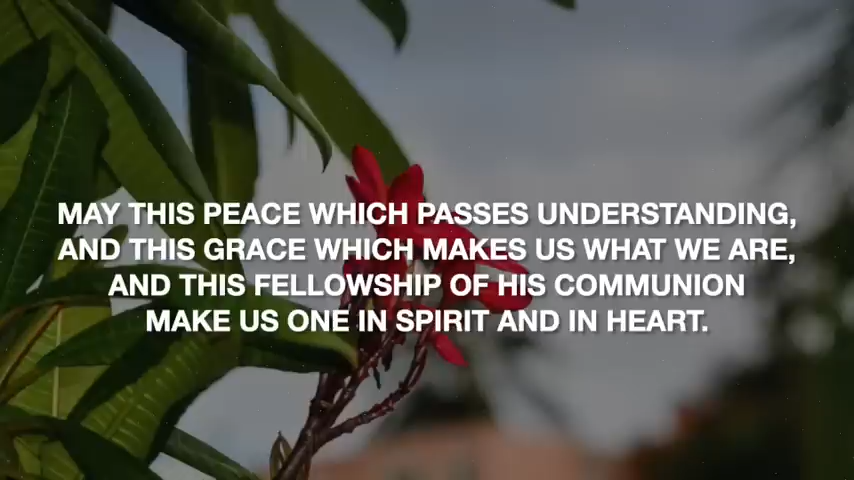 MAY THIS PEACE WHICH PASSES UNDERSTANDING,
AND THIS GRACE WHICH MAKES US WHAT WE ARE,
AND THIS FELLOWSHIP OF HIS COMMUNION
MAKE US ONE IN SPIRIT AND IN HEART.